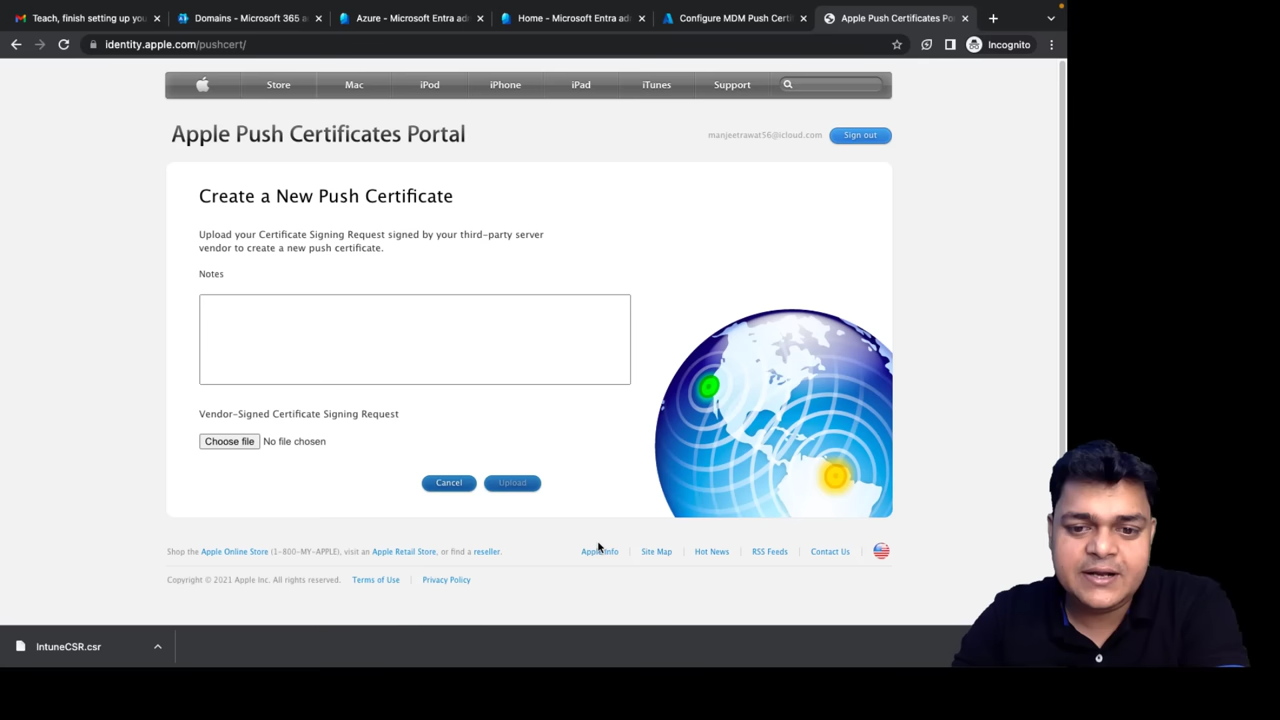 Teach, finish setting up you
Domains - Microsoft 365 a
Azure - Microsoft Entra ad
Home - Microsoft Entra ad
Configure MDM Push Certi
Apple Push Certificates Po
identity.apple.com/pushcert/
Incognito
Store
Mac
iPod
iPhone
iPad
iTunes
Support
Apple Push Certificates Portal
manjeetrawat56@icloud.com
Sign out
Create a New Push Certificate
Upload your Certificate Signing Request signed by your third-party server
vendor to create a new push certificate.
Notes
Vendor-Signed Certificate Signing Request
Choose file No file chosen
Cancel
Upload
Shop the Apple Online Store (1-800-MY-APPLE), visit an Apple Retail Store, or find a reseller.
Apple Info
Site Map
Hot News
RSS Feeds
Contact Us
Copyright © 2021 Apple Inc. All rights reserved.
Terms of Use
Privacy Policy
IntuneCSR.csr